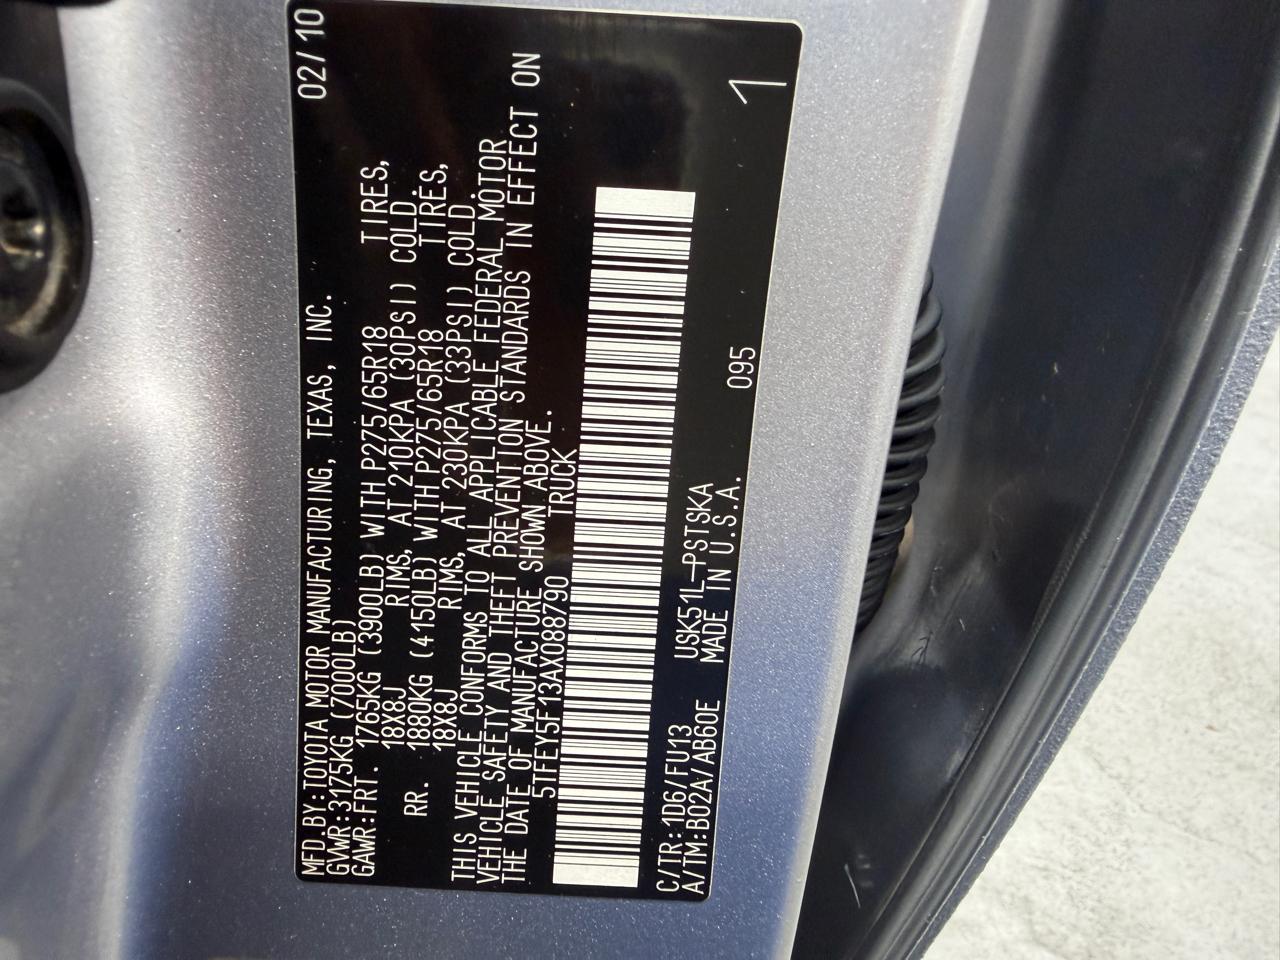 MFD.BY:TOYOTA MOTOR MANUFACTURING, TEXAS, INC. 02/10
GVWR:3175KG (7000LB)
GAWR:FRT. 1765KG (3900LB) WITH P275/65R18 TIRES,
18X8J RIMS, AT 210KPA (30PSI) COLD.
RR. 1880KG (4150LB) WITH P275/65R18 TIRES,
18X8J RIMS, AT 230KPA (33PSI) COLD.
THIS VEHICLE CONFORMS TO ALL APPLICABLE FEDERAL MOTOR
VEHICLE SAFETY AND THEFT PREVENTION STANDARDS IN EFFECT ON
THE DATE OF MANUFACTURE SHOWN ABOVE.
5TFEY5F13AX088790 TRUCK
C/TR:1D6/FU13 USK51L-PSTSKA 095 1
A/TM:B02A/AB60E MADE IN U.S.A.